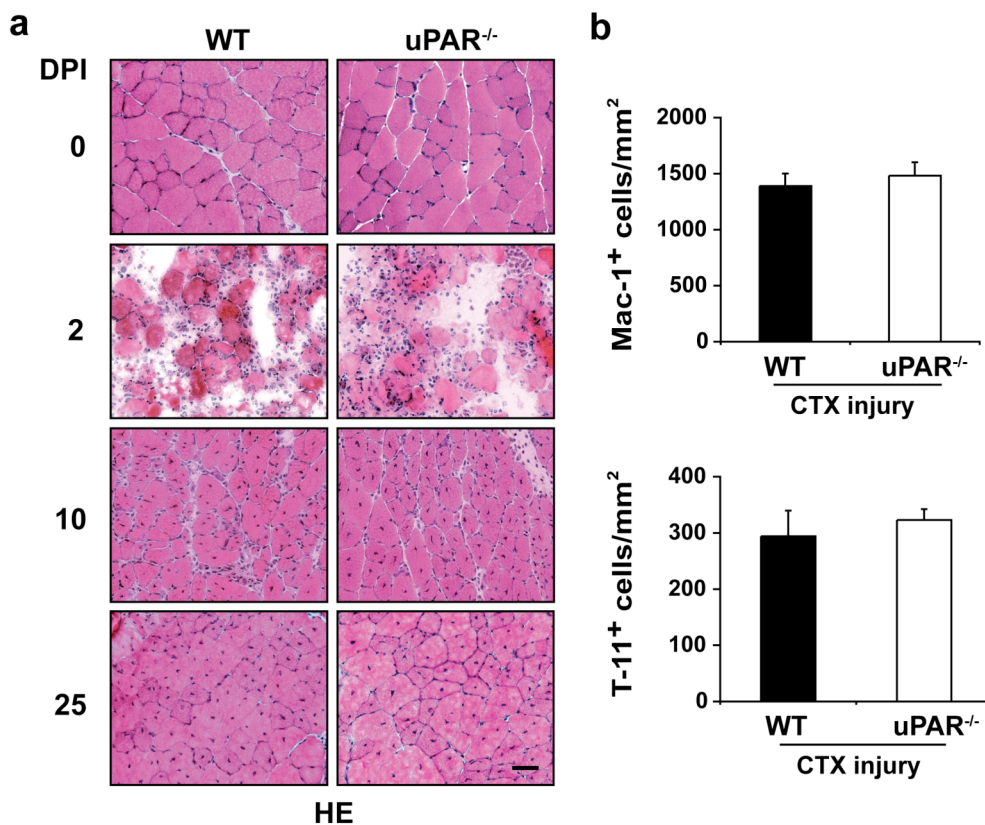 a
WT uPAR-/-
DPI
0
2
10
25
HE
b
Mac-1+ cells/mm2
2000
1500
1000
500
0
WT uPAR-/-
CTX injury
T-11+ cells/mm2
400
300
200
100
0
WT uPAR-/-
CTX injury